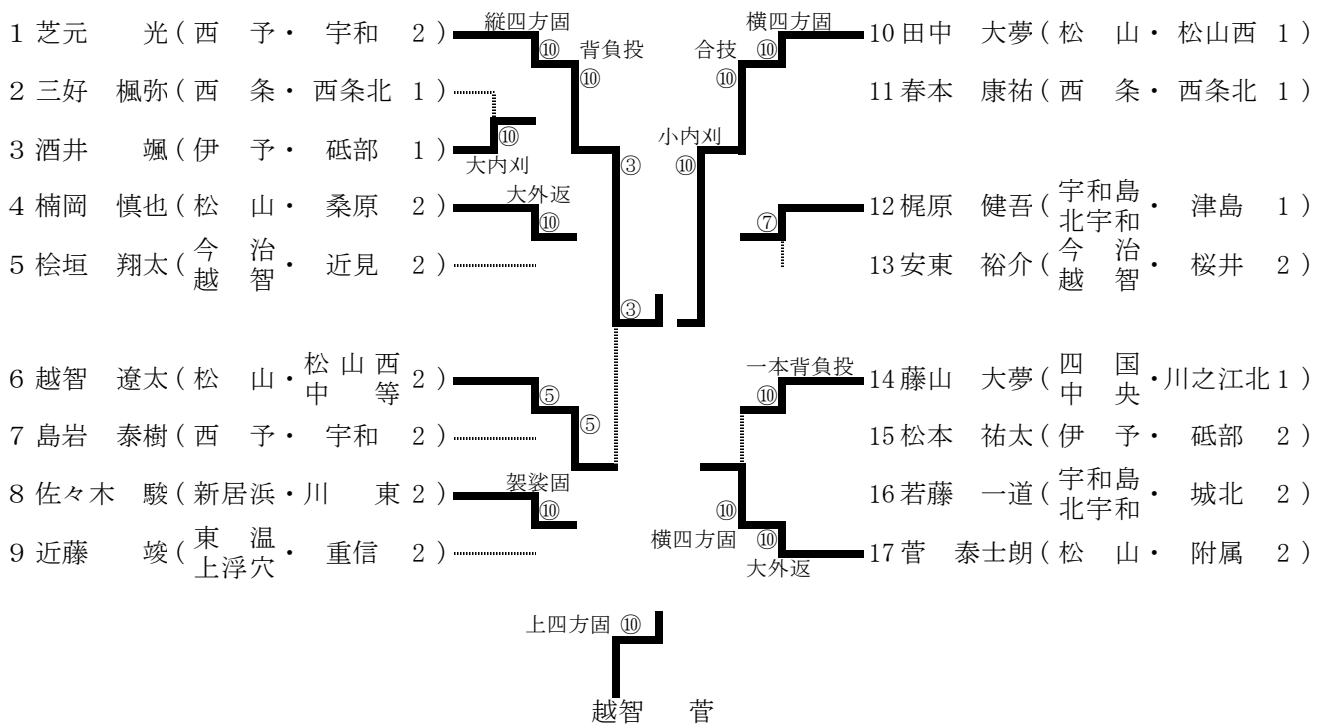 縦四方固 横四方固
1 芝元 光(西 予・ 宇和 2) ⑩ 背負投 合技 ⑩ 10 田中 大夢(松 山・松山西 1)
⑩ ⑩
2 三好 楓弥(西 条・ 西条北 1) 11 春本 康祐(西 条・ 西条北 1)
⑩ 小内刈
3 酒井 颯(伊 予・ 砥部 1) ③ ⑩
大内刈
大外返
4 楠岡 慎也(松 山・ 桑原 2) ⑩ ⑦ 12 梶原 健吾(宇和島北宇和・ 津島 1)
5 桧垣 翔太(今治越智・ 近見 2) 13 安東 裕介(今治越智・ 桜井 2)
③
一本背負投
6 越智 遼太(松 山・松山西中等 2) ⑤ ⑩ 14 藤山 大夢(四国中央・川之江北 1)
⑤
7 島岩 泰樹(西 予・ 宇和 2) 15 松本 祐太(伊 予・ 砥部 2)
袈裟固
8 佐々木 駿(新居浜・川 東 2) ⑩ ⑩ 16 若藤 一道(宇和島北宇和・ 城北 2)
横四方固 ⑩
9 近藤 竣(東温上浮穴・ 重信 2) 17 菅 泰士朗(松 山・ 附属 2)
大外返
上四方固 ⑩
越智 菅